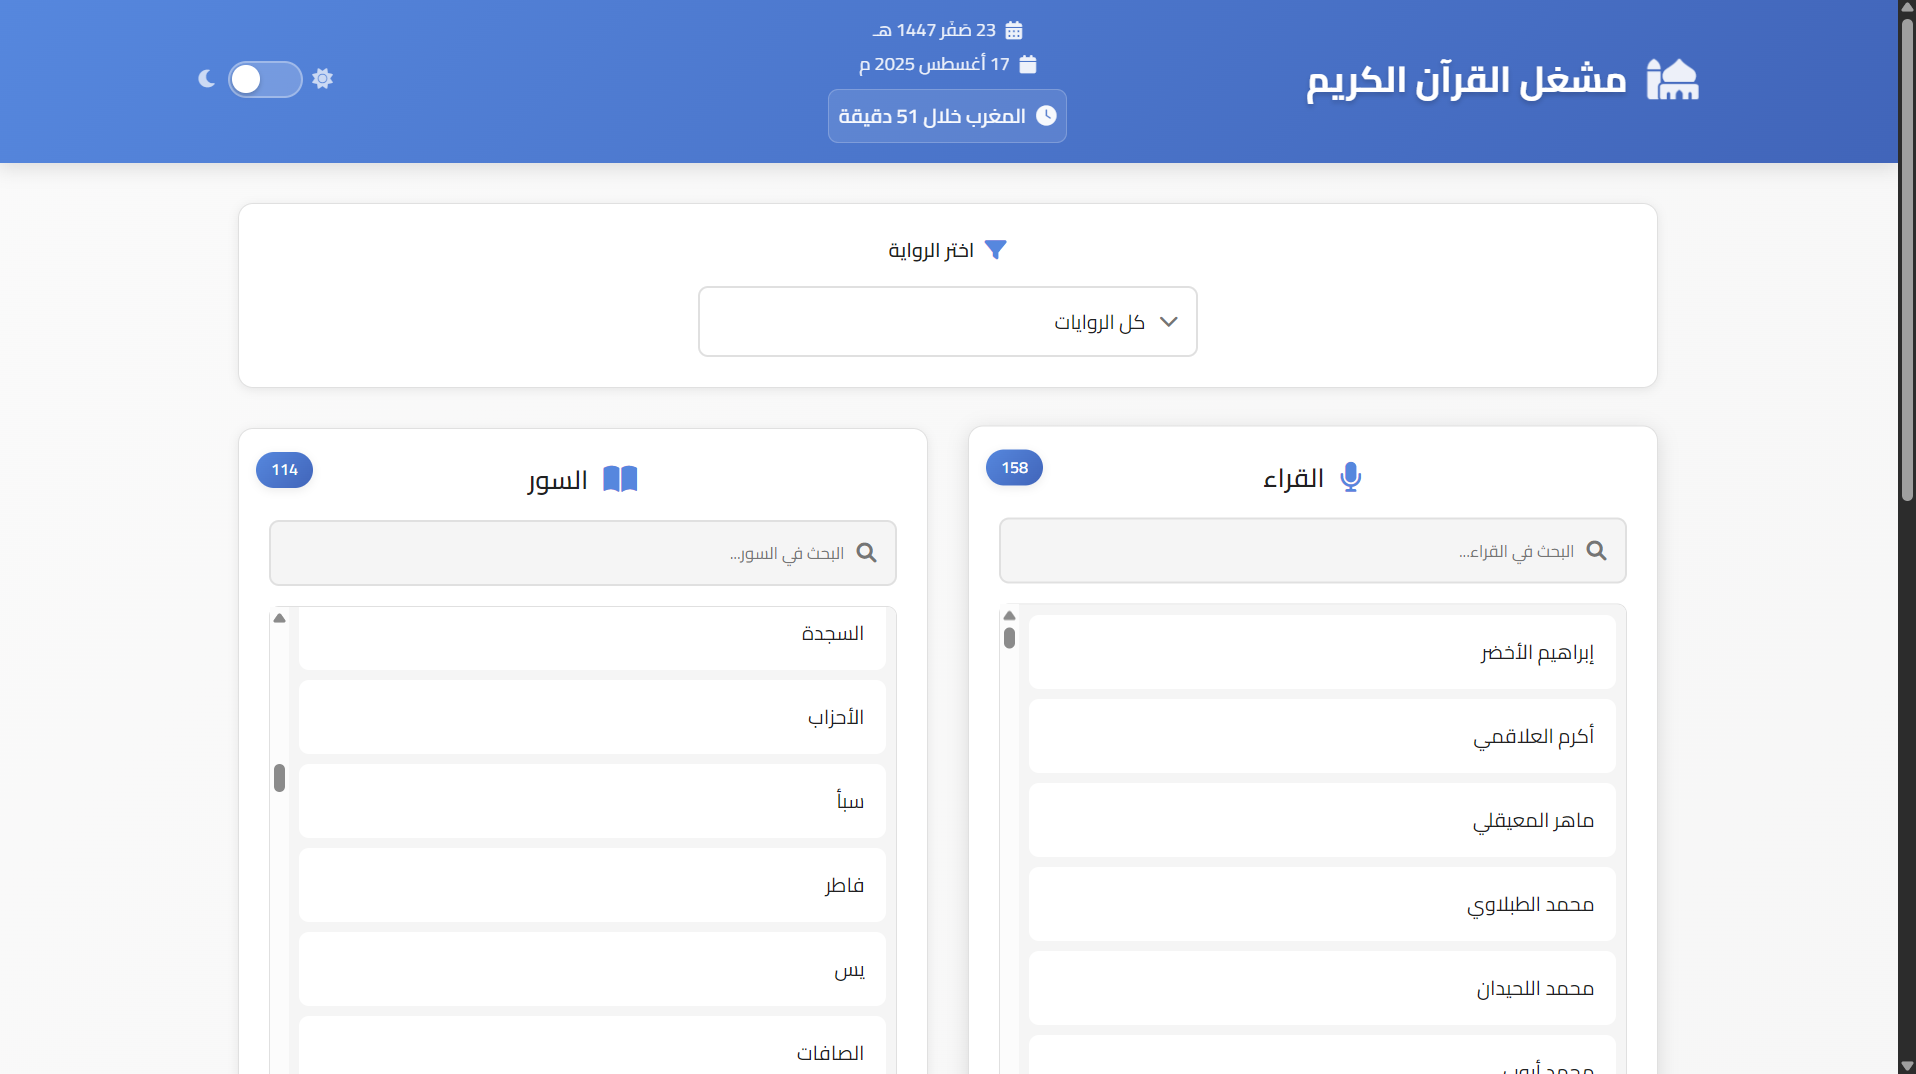 مشغل القرآن الكريم
23 صَفَر 1447 هـ
17 أغسطس 2025 م
المغرب خلال 51 دقيقة
اختر الرواية
كل الروايات
القراء
158
البحث في القراء...
إبراهيم الأخضر
أكرم العلاقمي
ماهر المعيقلي
محمد الطبلاوي
محمد اللحيدان
محمد أيوب
السور
114
البحث في السور...
السجدة
الأحزاب
سبأ
فاطر
يس
الصافات